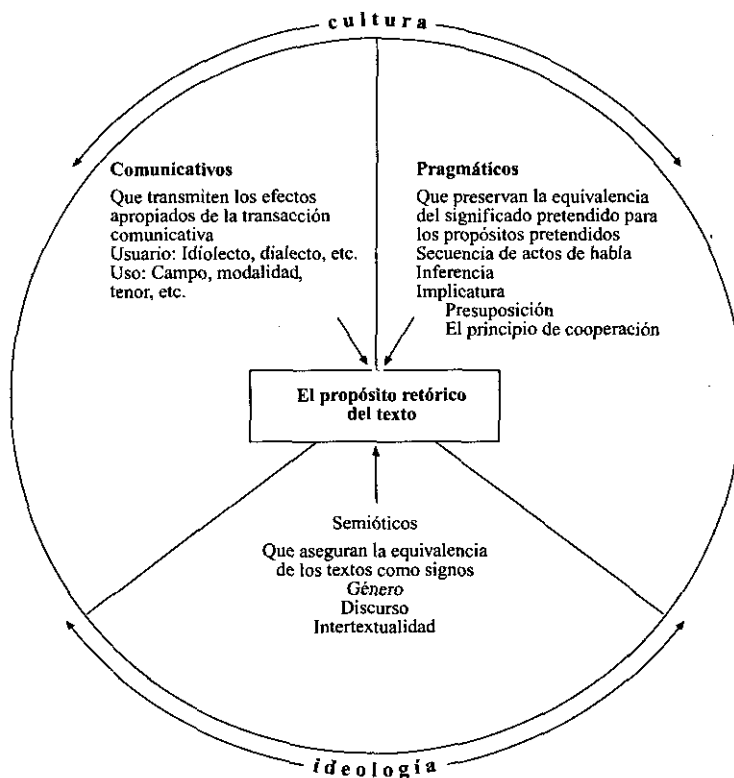 cultura
Comunicativos
Que transmiten los efectos
apropiados de la transacción
comunicativa
Usuario: Idiolecto, dialecto, etc.
Uso: Campo, modalidad,
tenor, etc.
Pragmáticos
Que preservan la equivalencia
del significado pretendido para
los propósitos pretendidos
Secuencia de actos de habla
Inferencia
Implicatura
Presuposición
El principio de cooperación
El propósito retórico
del texto
Semióticos
Que aseguran la equivalencia
de los textos como signos
Género
Discurso
Intertextualidad
ideología